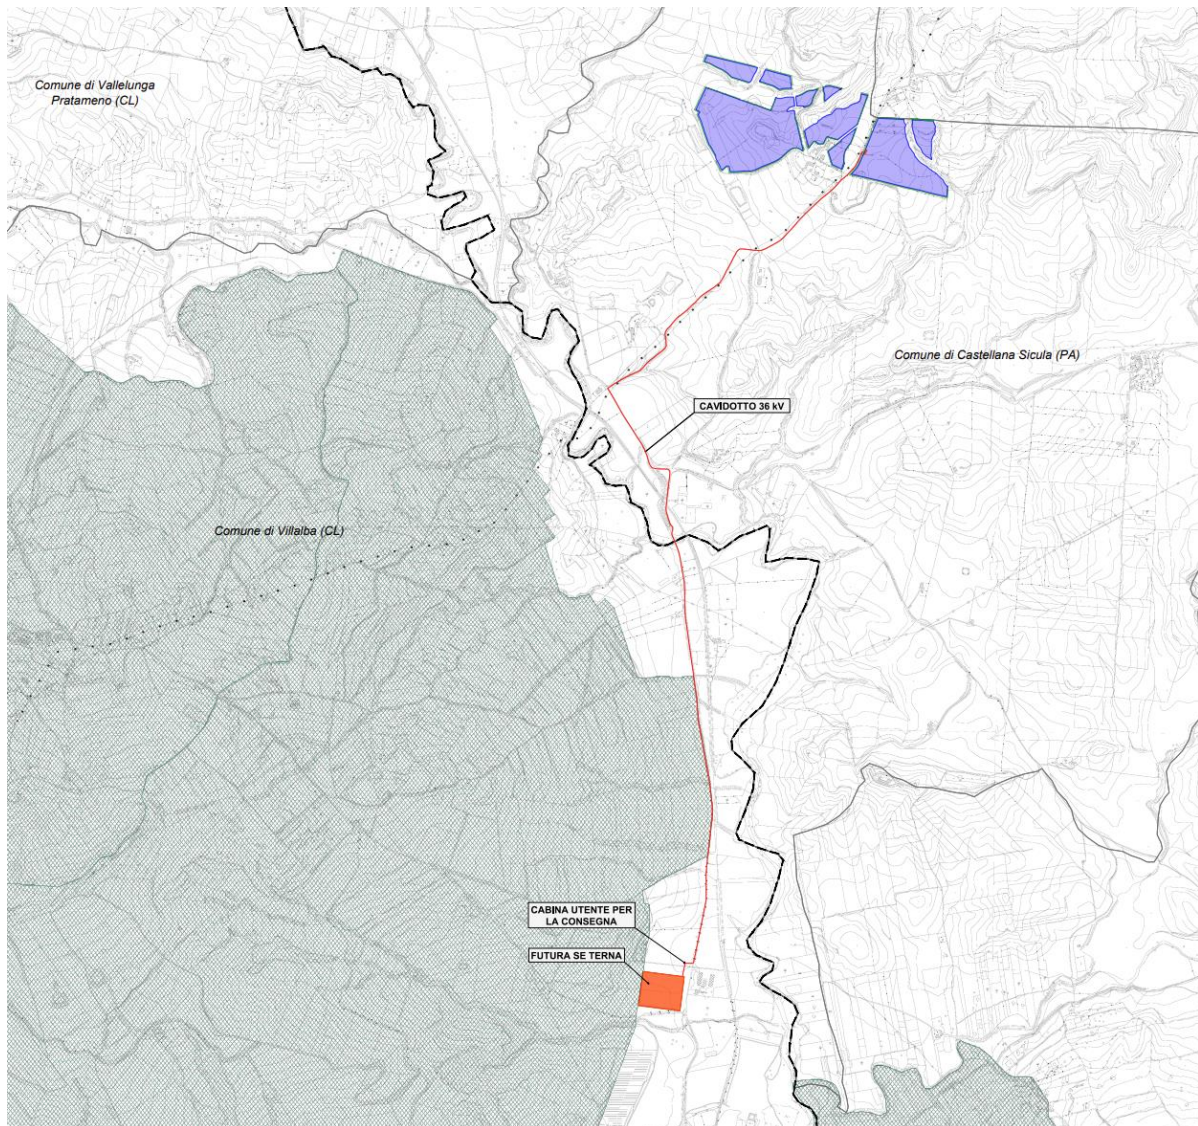 Comune di Vallelunga
Pratameno (CL)
Comune di Castellana Sicula (PA)
CAVIDOTTO 36 kV
Comune di Villalba (CL)
CABINA UTENTE PER
LA CONSEGNA
FUTURA SE TERNA